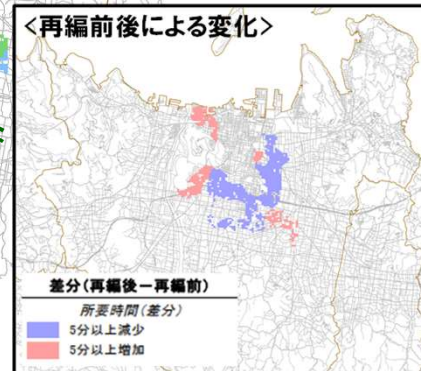 <再編前後による変化>
差分(再編後－再編前)
所要時間(差分)
5分以上減少
5分以上増加